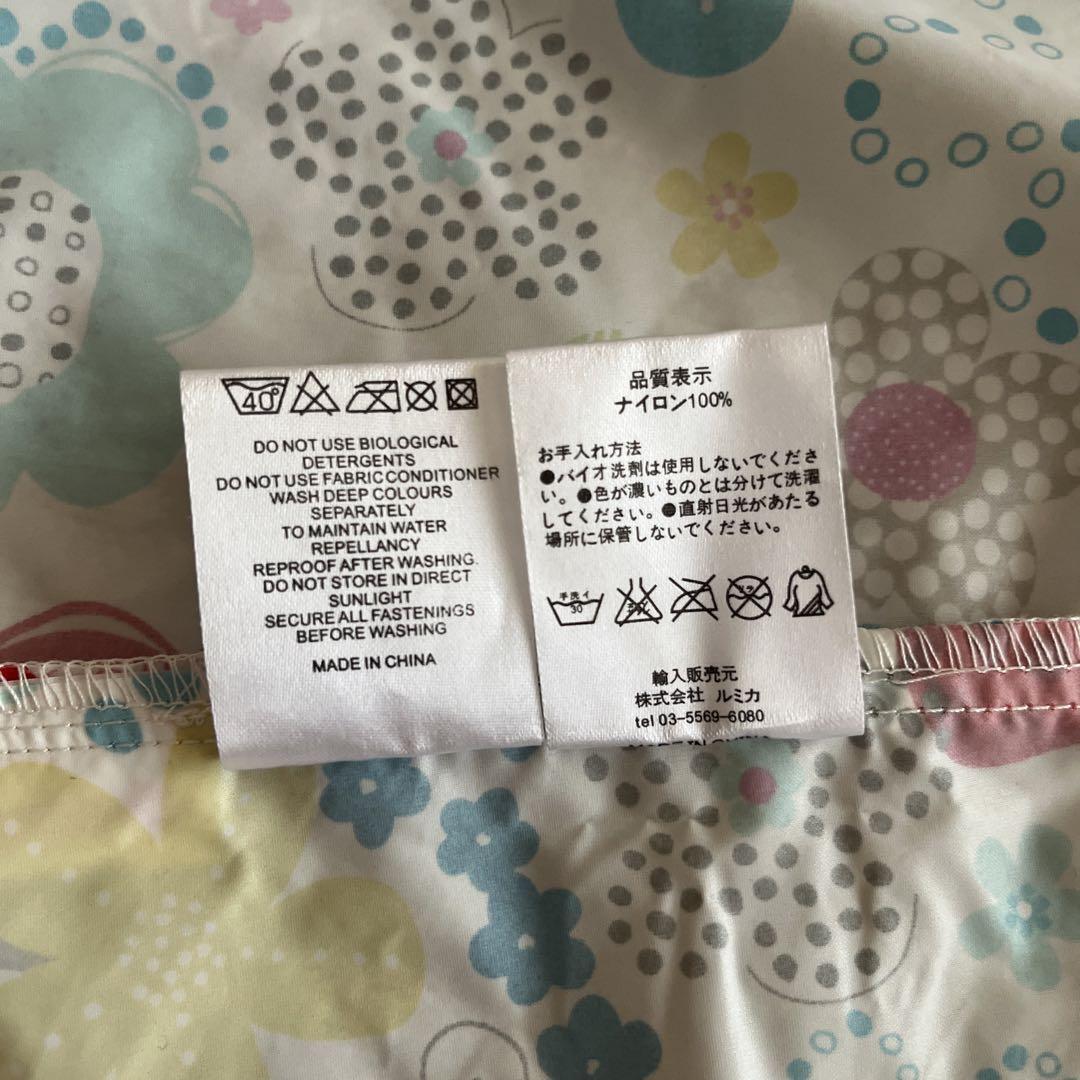 40°
DO NOT USE BIOLOGICAL
DETERGENTS
DO NOT USE FABRIC CONDITIONER
WASH DEEP COLOURS
SEPARATELY
TO MAINTAIN WATER
REPELLANCY
REPROOF AFTER WASHING.
DO NOT STORE IN DIRECT
SUNLIGHT
SECURE ALL FASTENINGS
BEFORE WASHING
MADE IN CHINA
品質表示
ナイロン100%
お手入れ方法
●バイオ洗剤は使用しないでくださ
い。●色が濃いものとは分けて洗濯
してください。●直射日光があたる
場所に保管しないでください。
手洗イ
30
輸入販売元
株式会社 ルミカ
tel 03-5569-6080
MADE IN CHINA